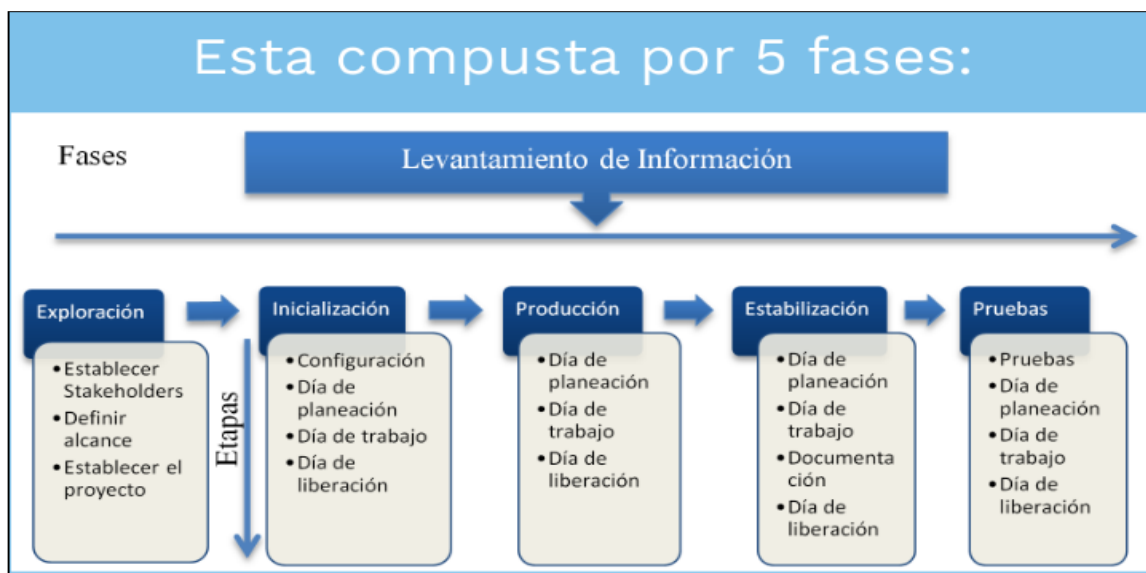 Esta compusta por 5 fases:
Fases
Levantamiento de Información
Exploración
• Establecer
Stakeholders
• Definir
alcance
• Establecer el
proyecto
Etapas
Inicialización
• Configuración
• Día de
planeación
• Día de trabajo
• Día de
liberación
Producción
• Día de
planeación
• Día de
trabajo
• Día de
liberación
Estabilización
• Día de
planeación
• Día de
trabajo
• Documenta
ción
• Día de
liberación
Pruebas
• Pruebas
• Día de
planeación
• Día de
trabajo
• Día de
liberación